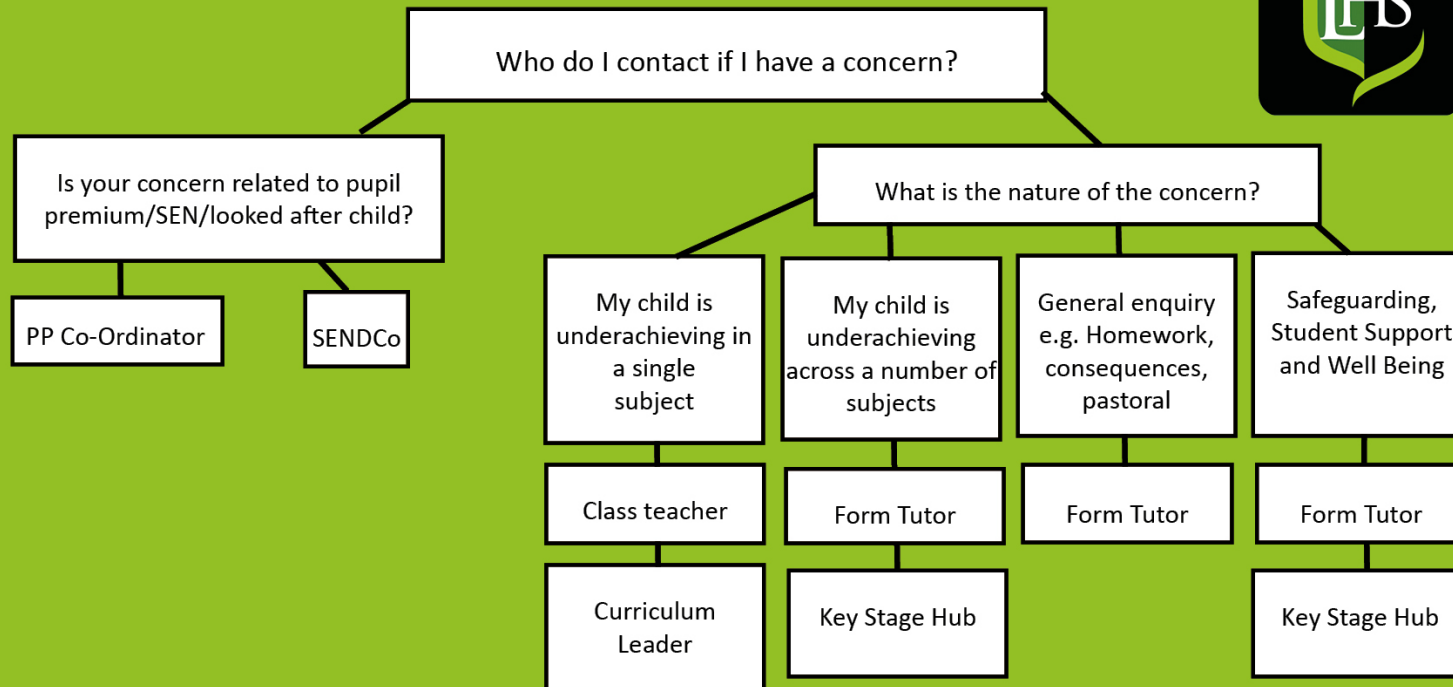 LHS
Who do I contact if I have a concern?
Is your concern related to pupil
premium/SEN/looked after child?
What is the nature of the concern?
PP Co-Ordinator
SENDCo
My child is
underachieving in
a single
subject
My child is
underachieving
across a number of
subjects
General enquiry
e.g. Homework,
consequences,
pastoral
Safeguarding,
Student Support
and Well Being
Class teacher
Form Tutor
Form Tutor
Form Tutor
Curriculum
Leader
Key Stage Hub
Key Stage Hub